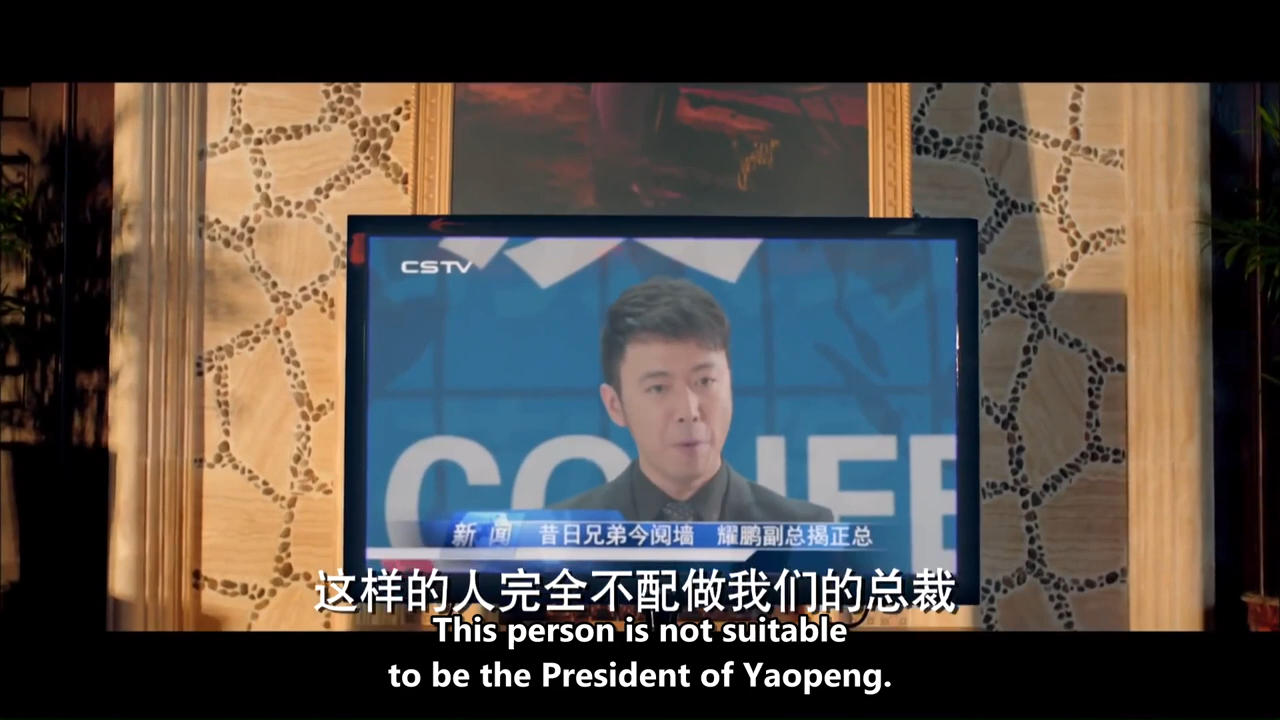 CSTV
CONFE
新闻 昔日兄弟今阋墙 耀鹏副总揭正总
这样的人完全不配做我们的总裁
This person is not suitable
to be the President of Yaopeng.